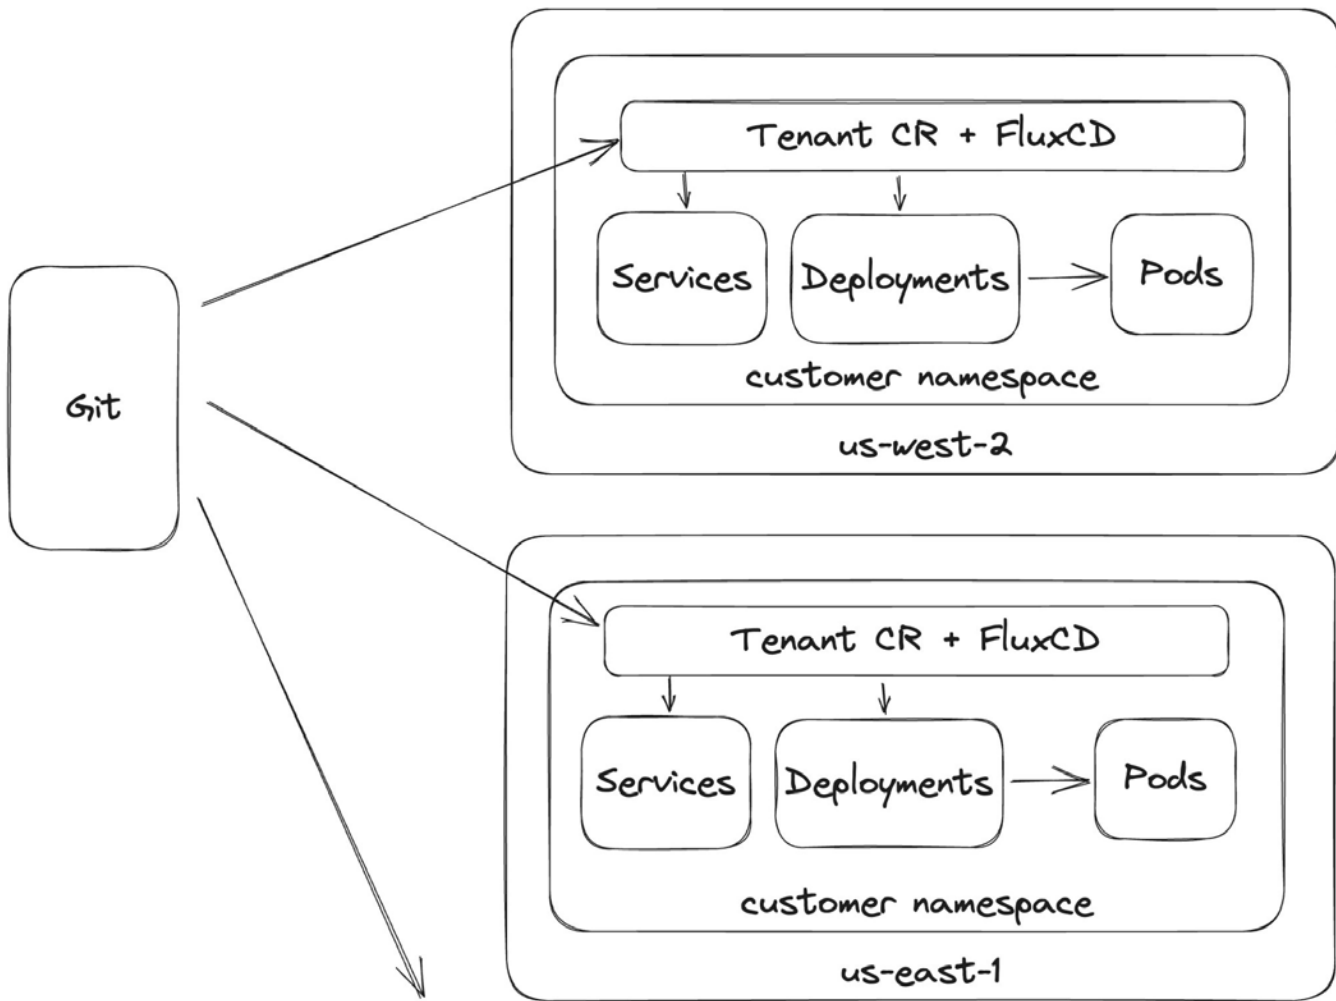 Git
Tenant CR + FluxCD
Services
Deployments
Pods
customer namespace
us-west-2
Tenant CR + FluxCD
Services
Deployments
Pods
customer namespace
us-east-1